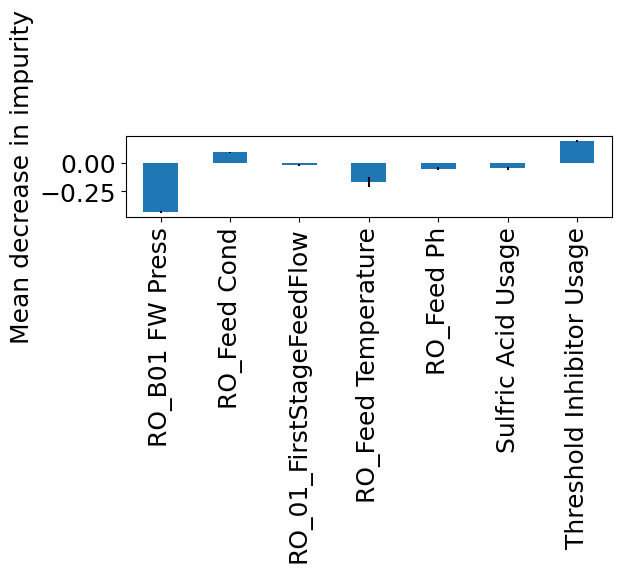 Mean decrease in impurity
0.00
−0.25
RO_B01 FW Press
RO_Feed Cond
RO_01_FirstStageFeedFlow
RO_Feed Temperature
RO_Feed Ph
Sulfric Acid Usage
Threshold Inhibitor Usage